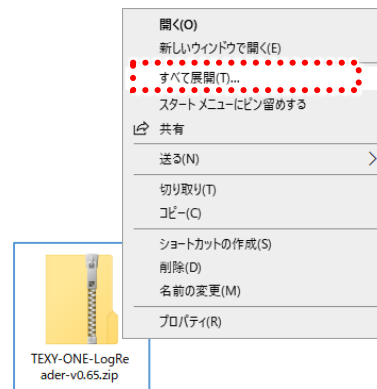 開く(O)
新しいウィンドウで開く(E)
すべて展開(T)...
スタート メニューにピン留めする
共有
送る(N)
切り取り(T)
コピー(C)
ショートカットの作成(S)
削除(D)
名前の変更(M)
プロパティ(R)
TEXY-ONE-LogRe
ader-v0.65.zip